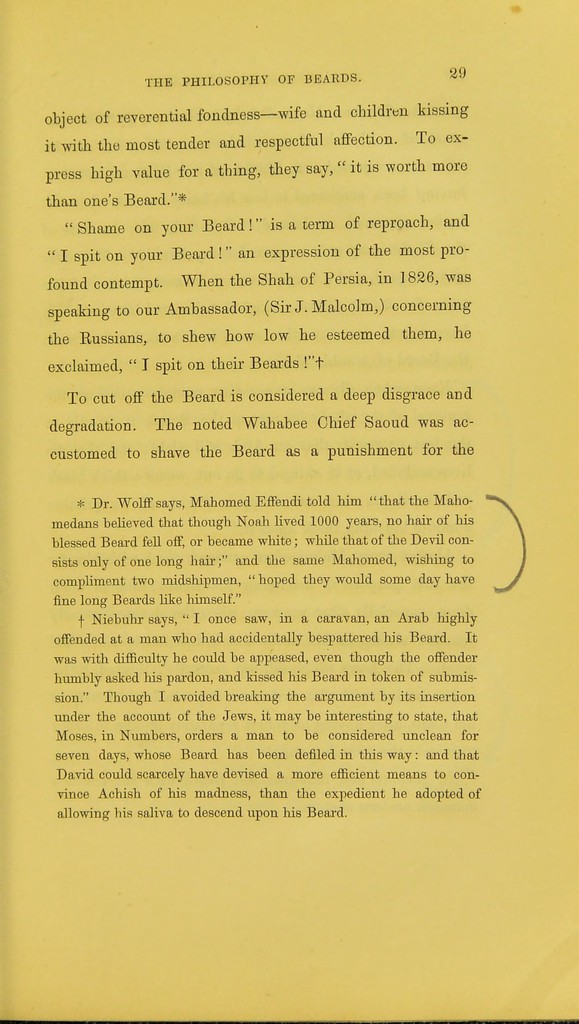 THE PHILOSOPHY OF BEARDS. 29
object of reverential fondness—wife and children kissing
it with the most tender and respectful affection. To ex-
press high value for a thing, they say, “ it is worth more
than one's Beard.”*
“ Shame on your Beard!” is a term of reproach, and
“ I spit on your Beard!” an expression of the most pro-
found contempt. When the Shah of Persia, in 1826, was
speaking to our Ambassador, (Sir J. Malcolm,) concerning
the Russians, to shew how low he esteemed them, he
exclaimed, “ I spit on their Beards !”†
To cut off the Beard is considered a deep disgrace and
degradation. The noted Wahabee Chief Saoud was ac-
customed to shave the Beard as a punishment for the
* Dr. Wolff says, Mahomed Effendi told him “that the Maho-
medans believed that though Noah lived 1000 years, no hair of his
blessed Beard fell off, or became white; while that of the Devil con-
sists only of one long hair;” and the same Mahomed, wishing to
compliment two midshipmen, “ hoped they would some day have
fine long Beards like himself.”
† Niebuhr says, “ I once saw, in a caravan, an Arab highly
offended at a man who had accidentally bespattered his Beard. It
was with difficulty he could be appeased, even though the offender
humbly asked his pardon, and kissed his Beard in token of submis-
sion.” Though I avoided breaking the argument by its insertion
under the account of the Jews, it may be interesting to state, that
Moses, in Numbers, orders a man to be considered unclean for
seven days, whose Beard has been defiled in this way: and that
David could scarcely have devised a more efficient means to con-
vince Achish of his madness, than the expedient he adopted of
allowing his saliva to descend upon his Beard.